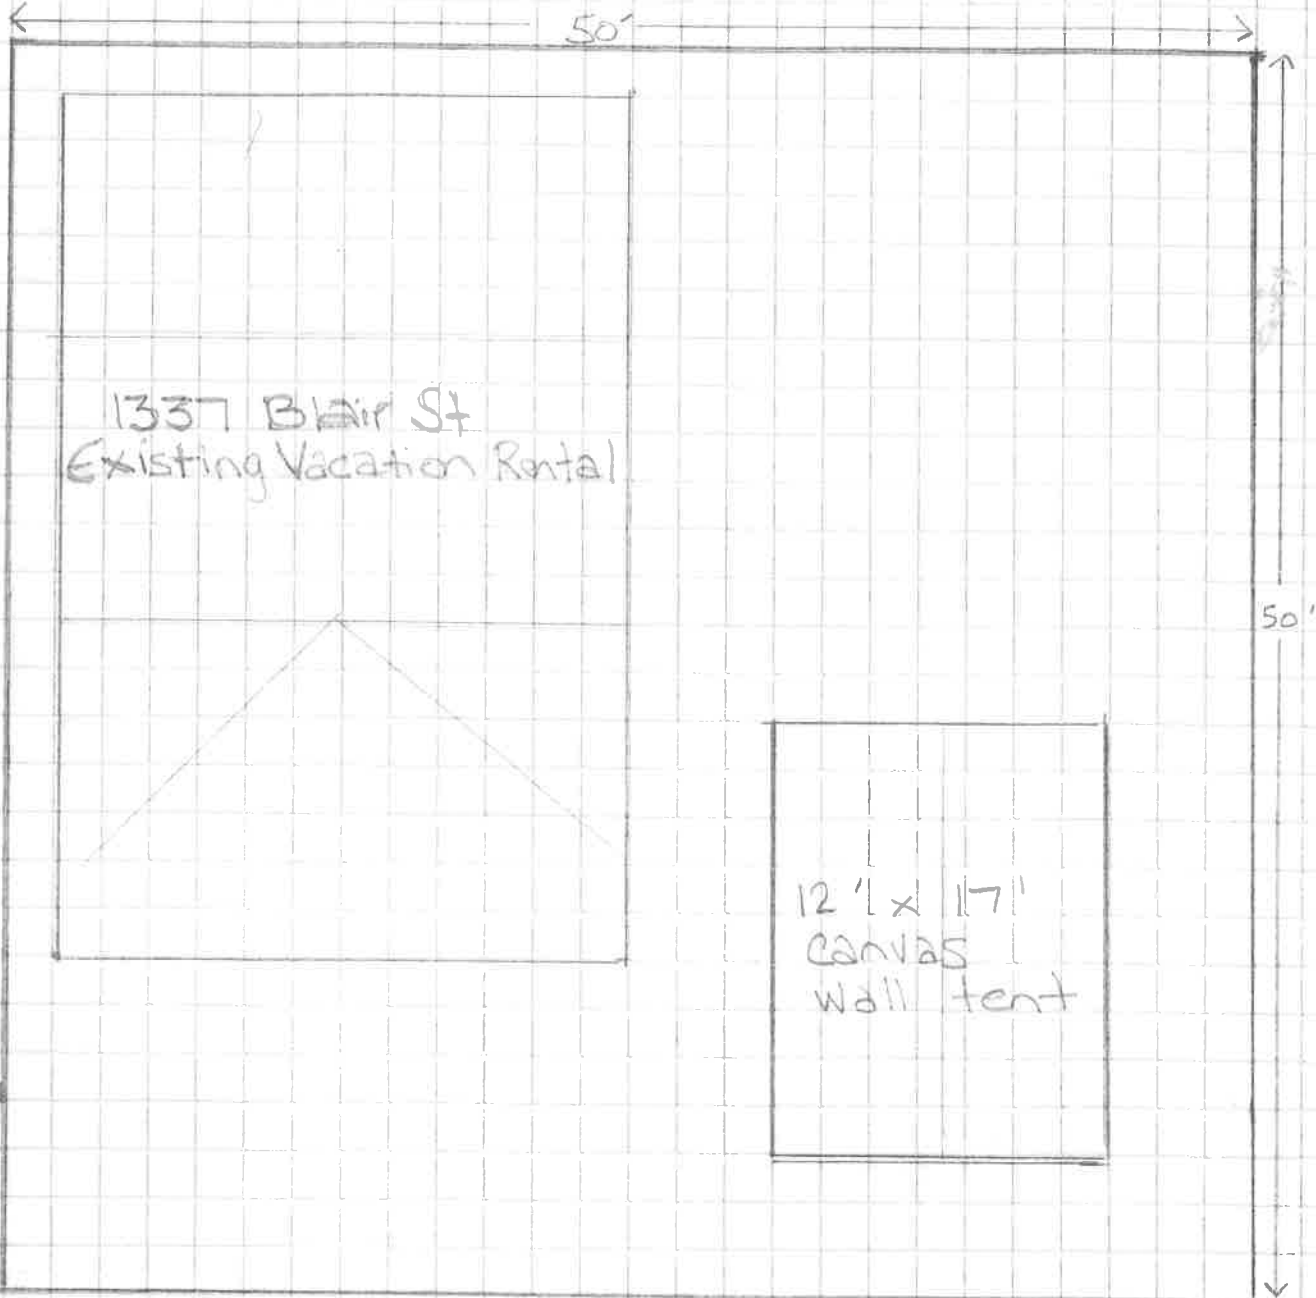 50'
1337 Blair St
Existing Vacation Rental
50'
12' x 17'
canvas
wall tent